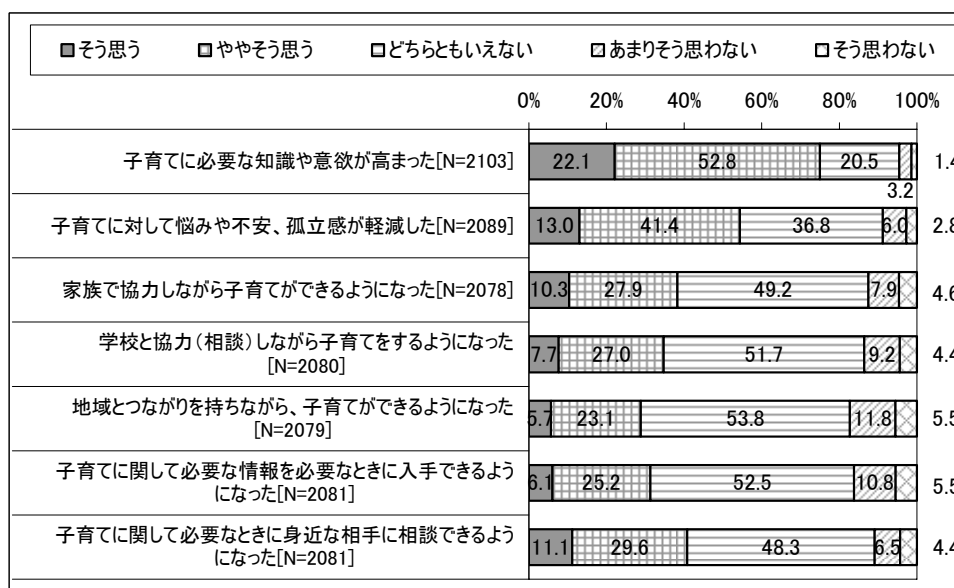 ■そう思う ややそう思う どちらともいえない あまりそう思わない そう思わない
0% 20% 40% 60% 80% 100%
子育てに必要な知識や意欲が高まった[N=2103] 22.1 52.8 20.5 3.2 1.4
子育てに対して悩みや不安、孤立感が軽減した[N=2089] 13.0 41.4 36.8 6.0 2.8
家族で協力しながら子育てができるようになった[N=2078] 10.3 27.9 49.2 7.9 4.6
学校と協力(相談)しながら子育てをするようになった
[N=2080] 7.7 27.0 51.7 9.2 4.4
地域とつながりを持ちながら、子育てができるようになった
[N=2079] 5.7 23.1 53.8 11.8 5.5
子育てに関して必要な情報を必要なときに入手できるよう
になった[N=2081] 6.1 25.2 52.5 10.8 5.5
子育てに関して必要なときに身近な相手に相談できるよう
になった[N=2081] 11.1 29.6 48.3 6.5 4.4